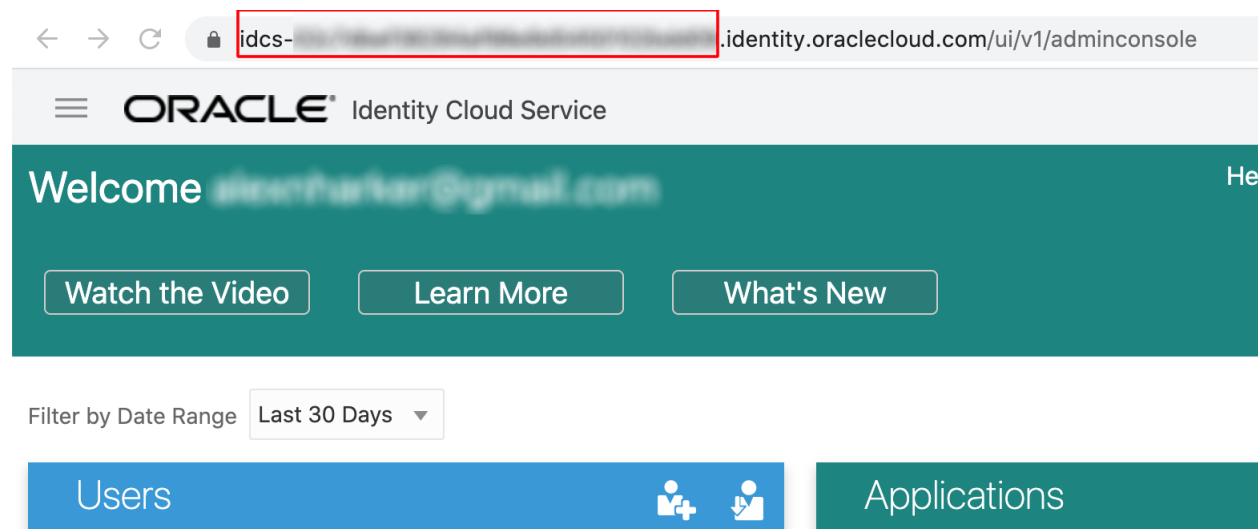 idcs- .identity.oraclecloud.com/ui/v1/adminconsole
ORACLE® Identity Cloud Service
Welcome
He
Watch the Video Learn More What's New
Filter by Date Range Last 30 Days
Users Applications